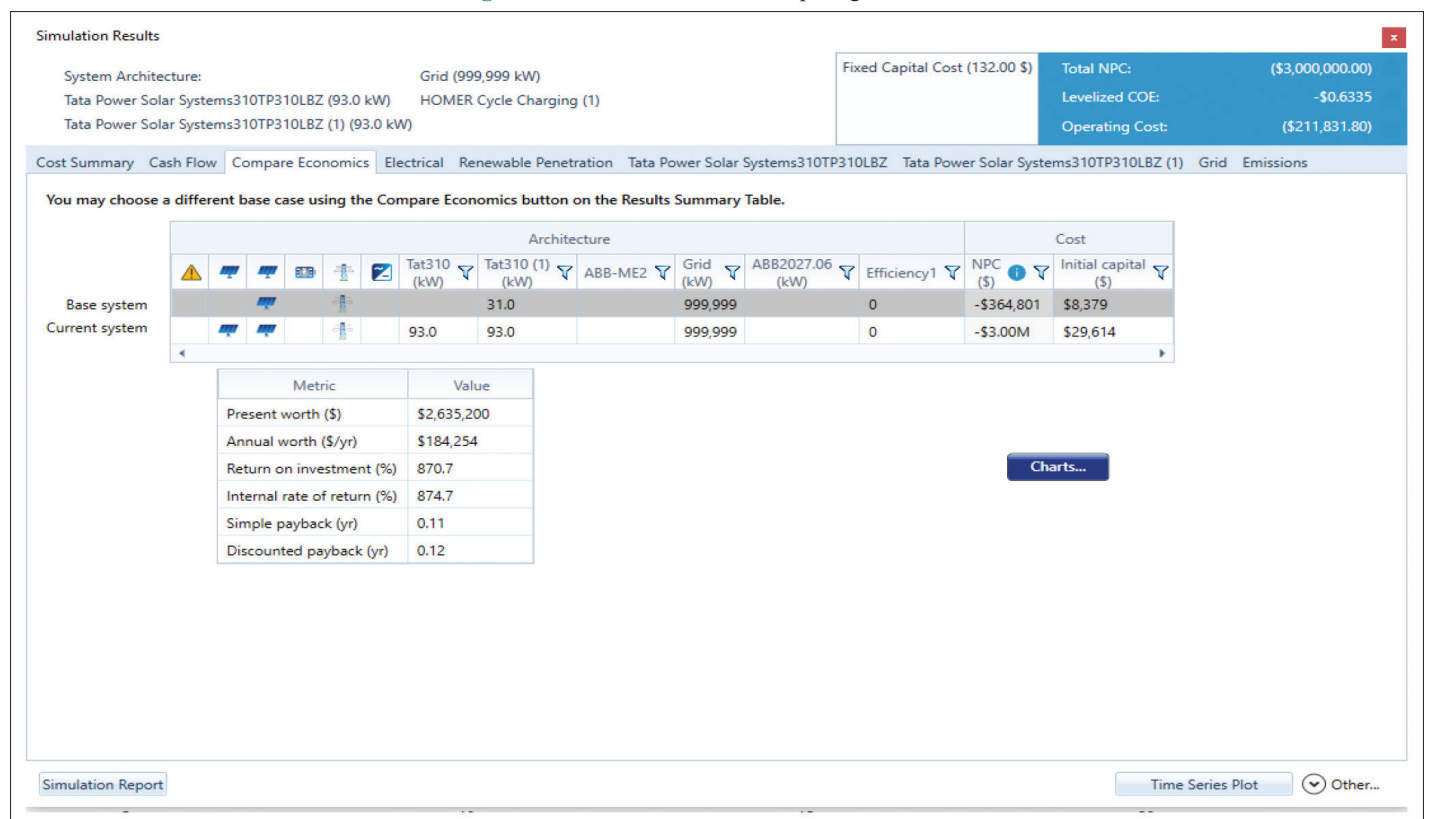 Simulation Results
x
System Architecture:
Grid (999,999 kW)
Tata Power Solar Systems310TP310LBZ (93.0 kW)
HOMER Cycle Charging (1)
Tata Power Solar Systems310TP310LBZ (1) (93.0 kW)
Fixed Capital Cost (132.00 $)
Total NPC: ($3,000,000.00)
Levelized COE: -$0.6335
Operating Cost: ($211,831.80)
Cost Summary Cash Flow Compare Economics Electrical Renewable Penetration Tata Power Solar Systems310TP310LBZ Tata Power Solar Systems310TP310LBZ (1) Grid Emissions
You may choose a different base case using the Compare Economics button on the Results Summary Table.
Architecture Cost
Tat310 (kW) Tat310 (1) (kW) ABB-ME2 Grid (kW) ABB2027.06 (kW) Efficiency1 NPC ($) Initial capital ($)
Base system 31.0 999,999 0 -$364,801 $8,379
Current system 93.0 93.0 999,999 0 -$3.00M $29,614
Metric Value
Present worth ($) $2,635,200
Annual worth ($/yr) $184,254
Return on investment (%) 870.7
Internal rate of return (%) 874.7
Simple payback (yr) 0.11
Discounted payback (yr) 0.12
Charts...
Simulation Report
Time Series Plot
Other...